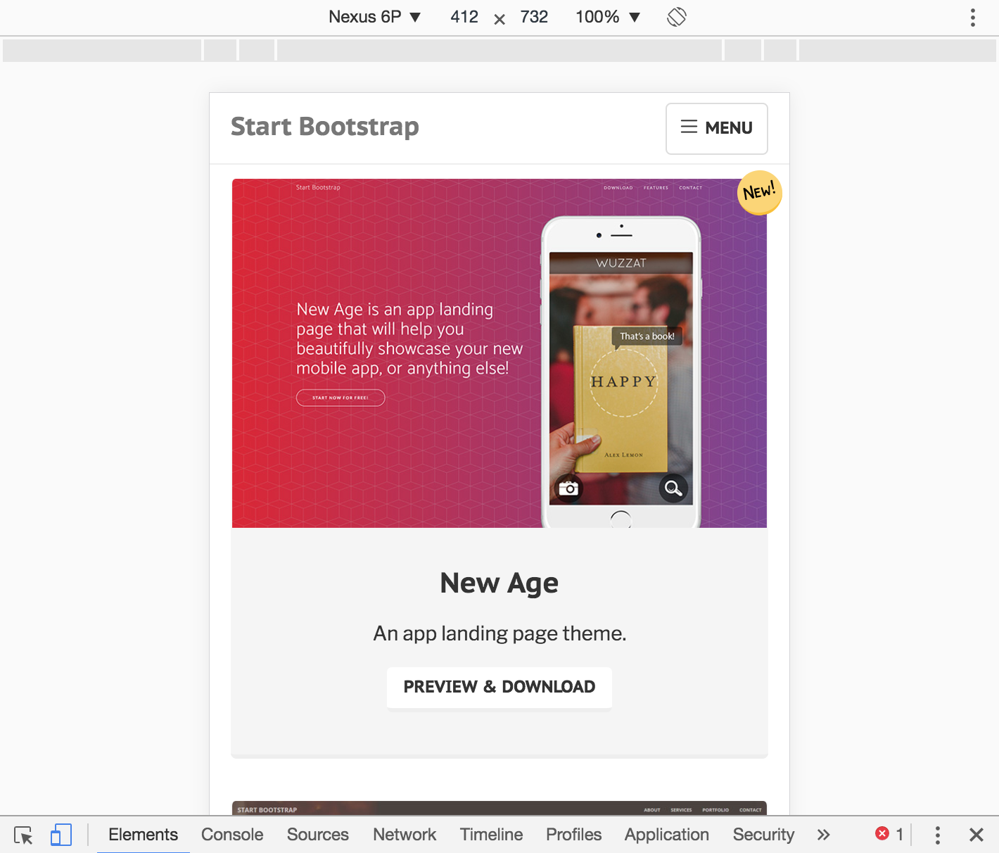 Nexus 6P ▼ 412 × 732 100% ▼
Start Bootstrap
MENU
Start Bootstrap
DOWNLOAD FEATURES CONTACT
New!
WUZZAT
New Age is an app landing
page that will help you
beautifully showcase your new
mobile app, or anything else!
START NOW FOR FREE!
That's a book!
HAPPY
ALEX LEMON
New Age
An app landing page theme.
PREVIEW & DOWNLOAD
START BOOTSTRAP
ABOUT SERVICES PORTFOLIO CONTACT
Elements Console Sources Network Timeline Profiles Application Security » 1